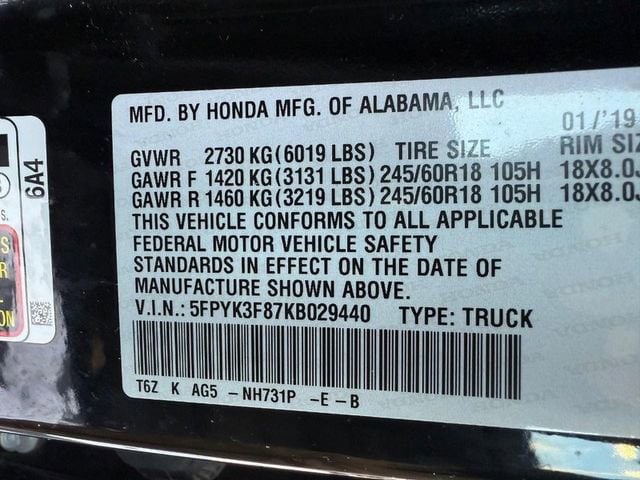 MFD. BY HONDA MFG. OF ALABAMA, LLC
01/'19
GVWR 2730 KG (6019 LBS) TIRE SIZE RIM SIZ
GAWR F 1420 KG (3131 LBS) 245/60R18 105H 18X8.0J
GAWR R 1460 KG (3219 LBS) 245/60R18 105H 18X8.0J
THIS VEHICLE CONFORMS TO ALL APPLICABLE
FEDERAL MOTOR VEHICLE SAFETY
STANDARDS IN EFFECT ON THE DATE OF
MANUFACTURE SHOWN ABOVE.
V.I.N.: 5FPYK3F87KB029440 TYPE: TRUCK
T6Z K AG5 - NH731P - E - B
6A4
S.
S
R
L-
ON